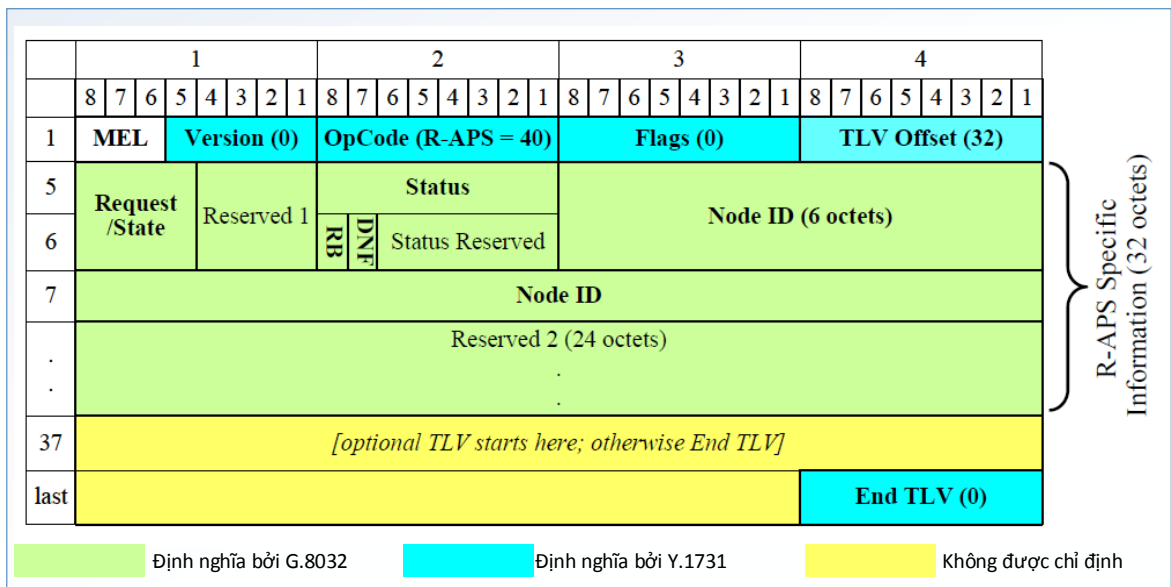 1 2 3 4
8 7 6 5 4 3 2 1 8 7 6 5 4 3 2 1 8 7 6 5 4 3 2 1 8 7 6 5 4 3 2 1
1 MEL Version (0) OpCode (R-APS = 40) Flags (0) TLV Offset (32)
5 Request Reserved 1 Status Node ID (6 octets)
/State
6 RB DNF Status Reserved
7 Node ID
Reserved 2 (24 octets)
. .
. .
37 [optional TLV starts here; otherwise End TLV]
last End TLV (0)
R-APS Specific
Information (32 octets)
Định nghĩa bởi G.8032 Định nghĩa bởi Y.1731 Không được chỉ định